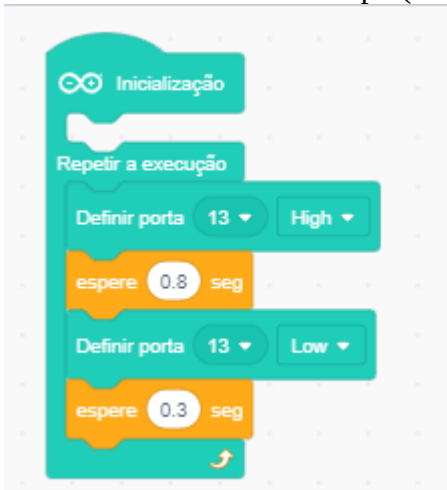 Inicialização
Repetir a execução
Definir porta 13 High
espere 0.8 seg
Definir porta 13 Low
espere 0.3 seg